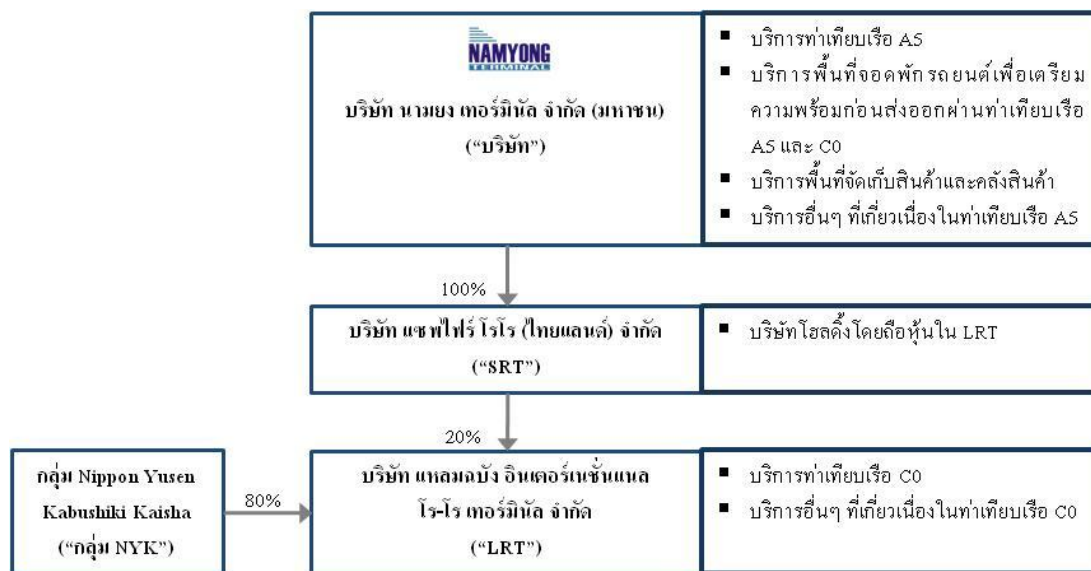 NAMYONG
TERMINAL
บริษัท นามยง เทอร์มินัล จำกัด (มหาชน)
(“บริษัท”)
▪ บริการท่าเทียบเรือ A5
▪ บริการพื้นที่จอดพักรถยนต์เพื่อเตรียม
ความพร้อมก่อนส่งออกผ่านท่าเทียบเรือ
A5 และ C0
▪ บริการพื้นที่จัดเก็บสินค้าและคลังสินค้า
▪ บริการอื่นๆ ที่เกี่ยวเนื่องในท่าเทียบเรือ A5
100%
บริษัท แซฟไฟร์ โรโร (ไทยแลนด์) จำกัด
(“SRT”)
▪ บริษัทโฮลดิ้งโดยถือหุ้นใน LRT
20%
กลุ่ม Nippon Yusen
Kabushiki Kaisha
(“กลุ่ม NYK”)
80%
บริษัท แหลมฉบัง อินเตอร์เนชั่นแนล
โร-โร เทอร์มินัล จำกัด
(“LRT”)
▪ บริการท่าเทียบเรือ C0
▪ บริการอื่นๆ ที่เกี่ยวเนื่องในท่าเทียบเรือ C0